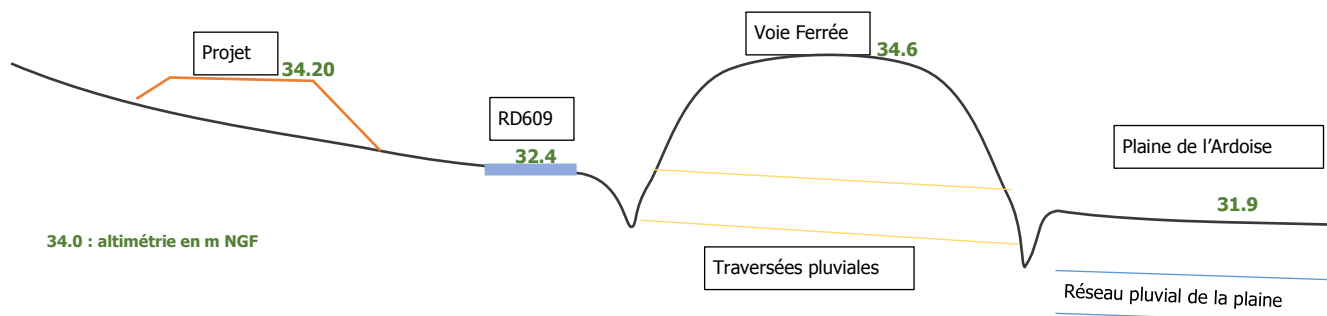 Projet
34.20
Voie Ferrée
34.6
RD609
32.4
Plaine de l’Ardoise
31.9
34.0 : altimétrie en m NGF
Traversées pluviales
Réseau pluvial de la plaine